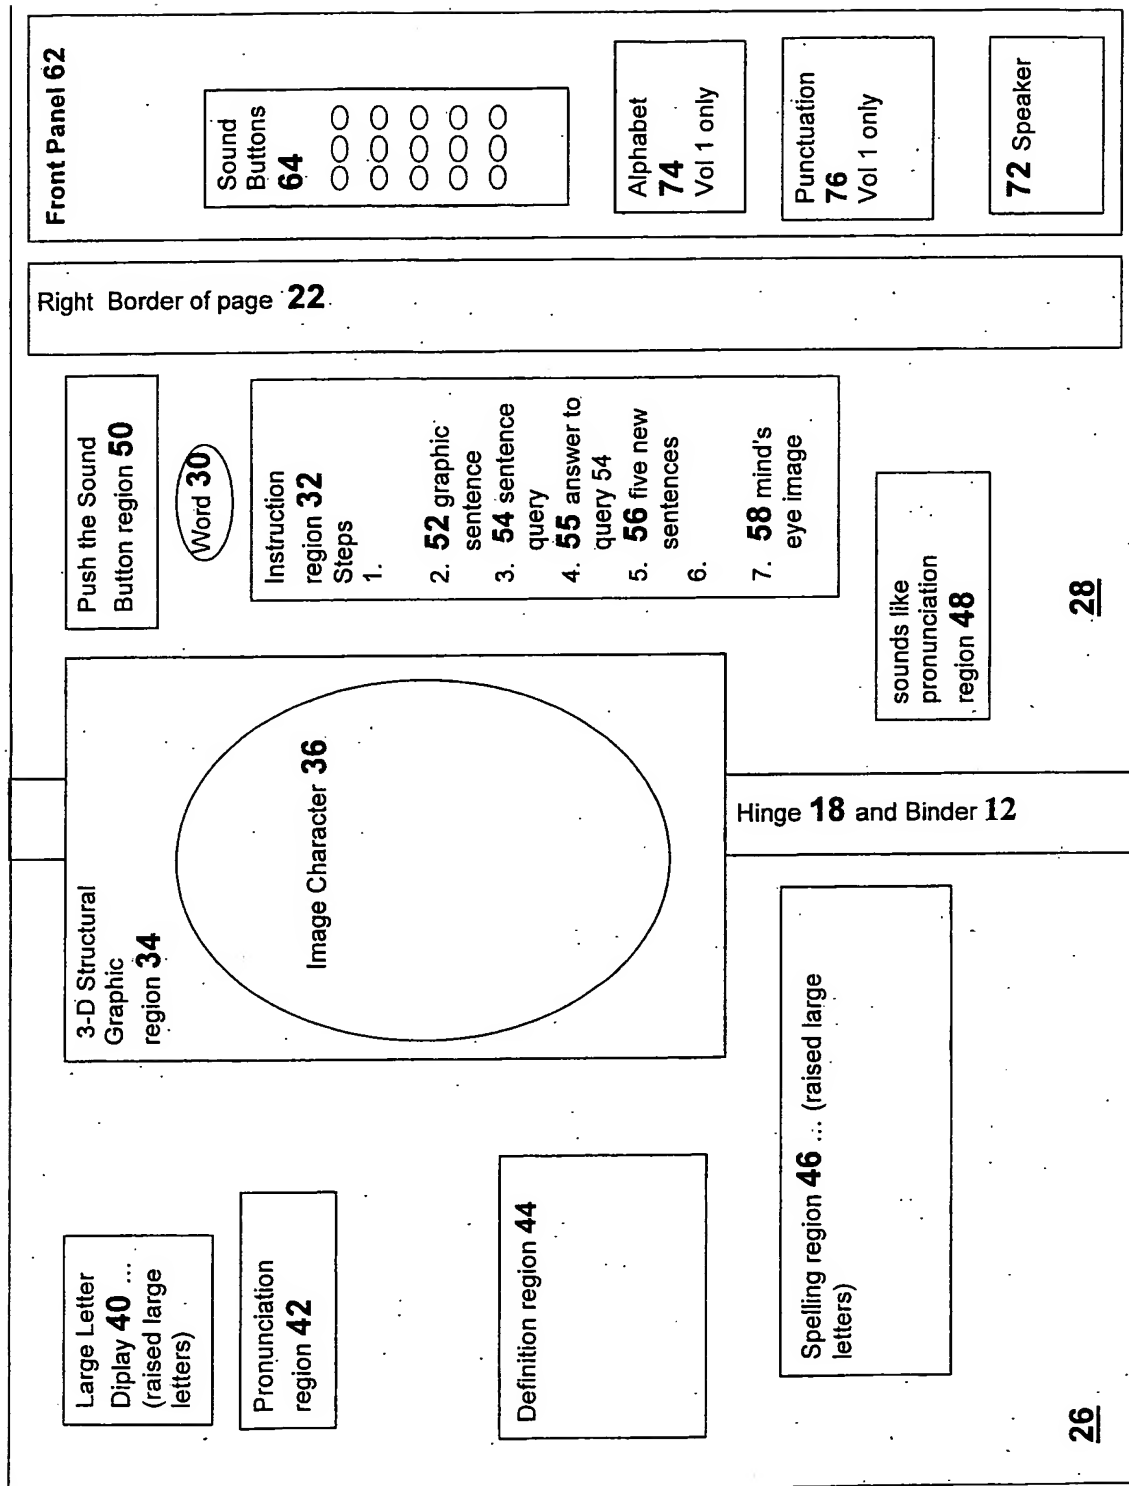 Large Letter
Diplay 40 ...
(raised large
letters)
Pronunciation
region 42
Definition region 44
Spelling region 46 ... (raised large
letters)
26
3-D Structural
Graphic
region 34
Image Character 36
Hinge 18 and Binder 12
Push the Sound
Button region 50
Word 30
Instruction
region 32
Steps
1.
2. 52 graphic
sentence
3. 54 sentence
query
4. 55 answer to
query 54
5. 56 five new
sentences
6.
7. 58 mind's
eye image
sounds like
pronunciation
region 48
28
Right Border of page 22
Front Panel 62
Sound
Buttons
64
Alphabet
74
Vol 1 only
Punctuation
76
Vol 1 only
72 Speaker